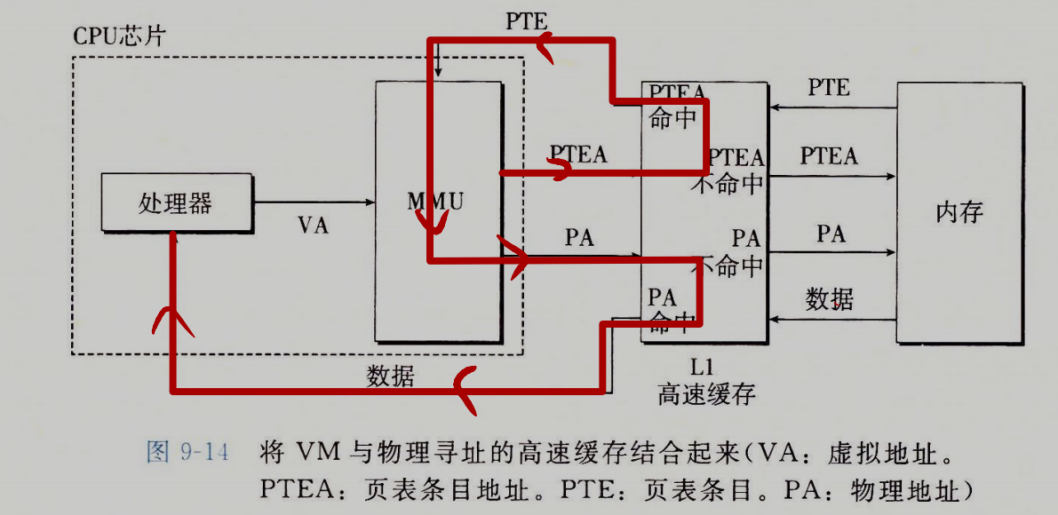 PTE
CPU芯片
PTEA
命中
PTE
PTEA
PTEA
不命中
PTEA
处理器
MMU
内存
VA
PA
PA
不命中
PA
PA
命中
数据
数据
L1
高速缓存
图 9-14 将 VM 与物理寻址的高速缓存结合起来(VA：虚拟地址。
PTEA：页表条目地址。PTE：页表条目。PA：物理地址)